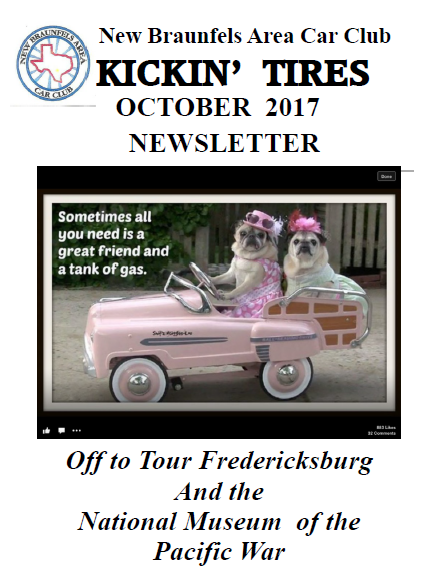 NEW BRAUNFELS AREA
CAR CLUB
New Braunfels Area Car Club
KICKIN' TIRES
OCTOBER 2017
NEWSLETTER
Done
Sometimes all
you need is a
great friend and
a tank of gas.
Off to Tour Fredericksburg
And the
National Museum of the
Pacific War